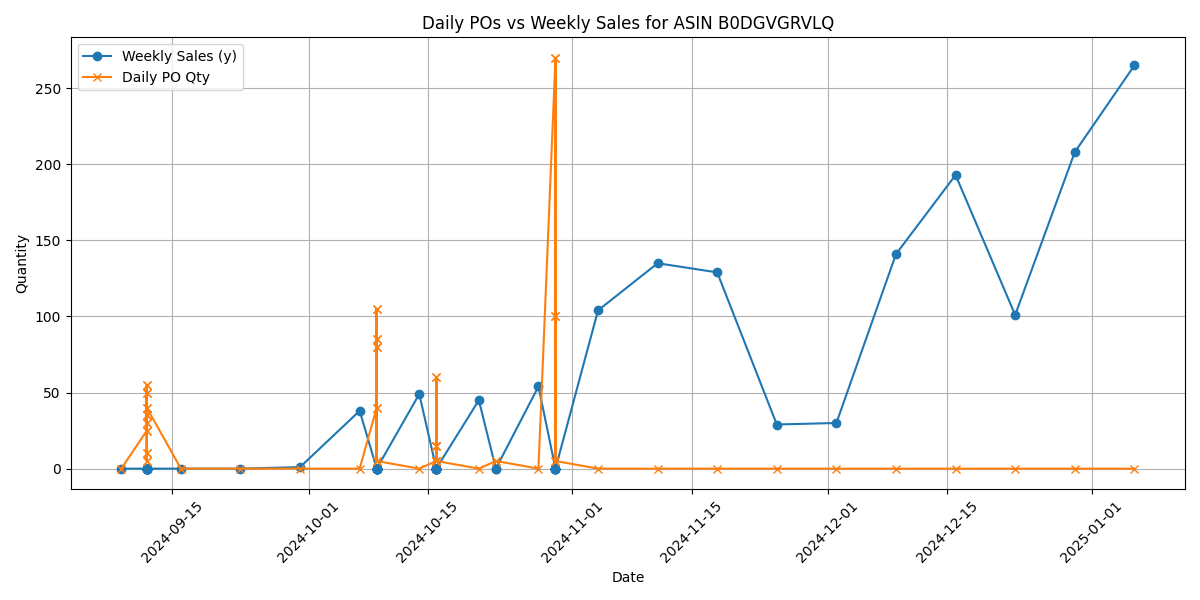 Daily POs vs Weekly Sales for ASIN B0DGVGRVLQ
Weekly Sales (y)
Daily PO Qty
Quantity
250
200
150
100
50
0
2024-09-15
2024-10-01
2024-10-15
2024-11-01
2024-11-15
2024-12-01
2024-12-15
2025-01-01
Date